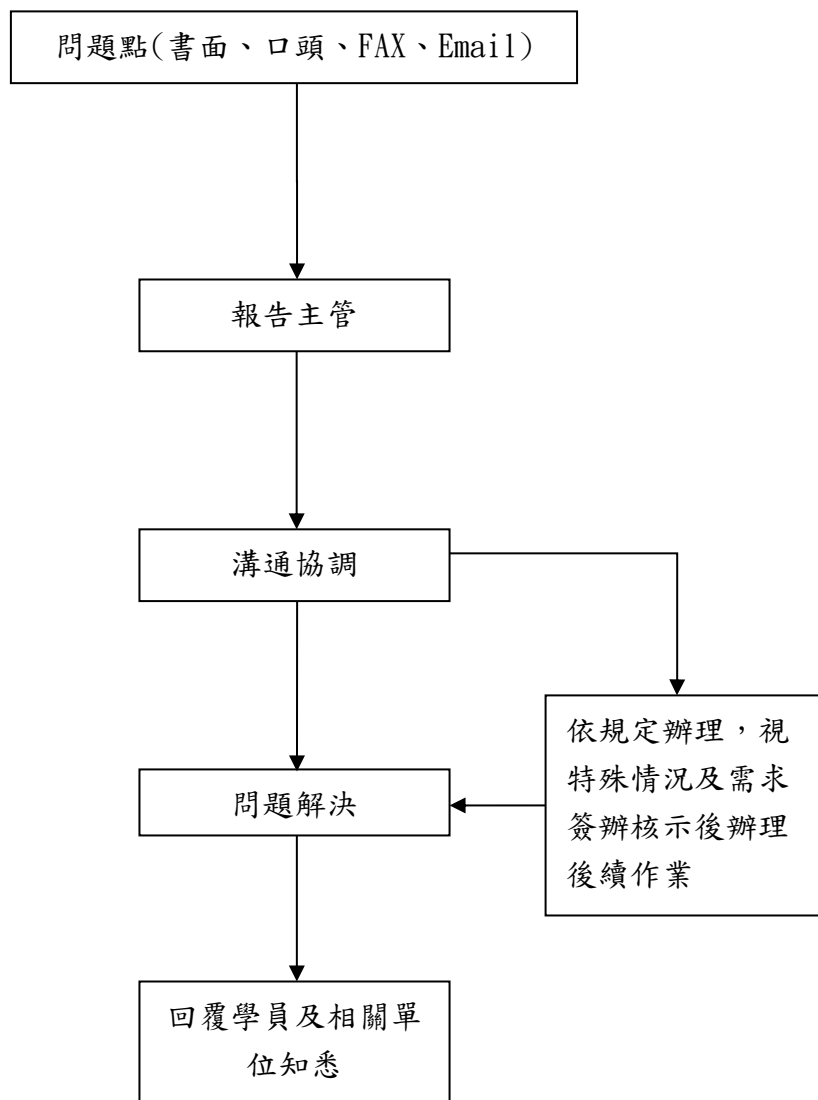 問題點(書面、口頭、FAX、Email)
報告主管
溝通協調
依規定辦理，視
特殊情況及需求
簽辦核示後辦理
後續作業
問題解決
回覆學員及相關單
位知悉